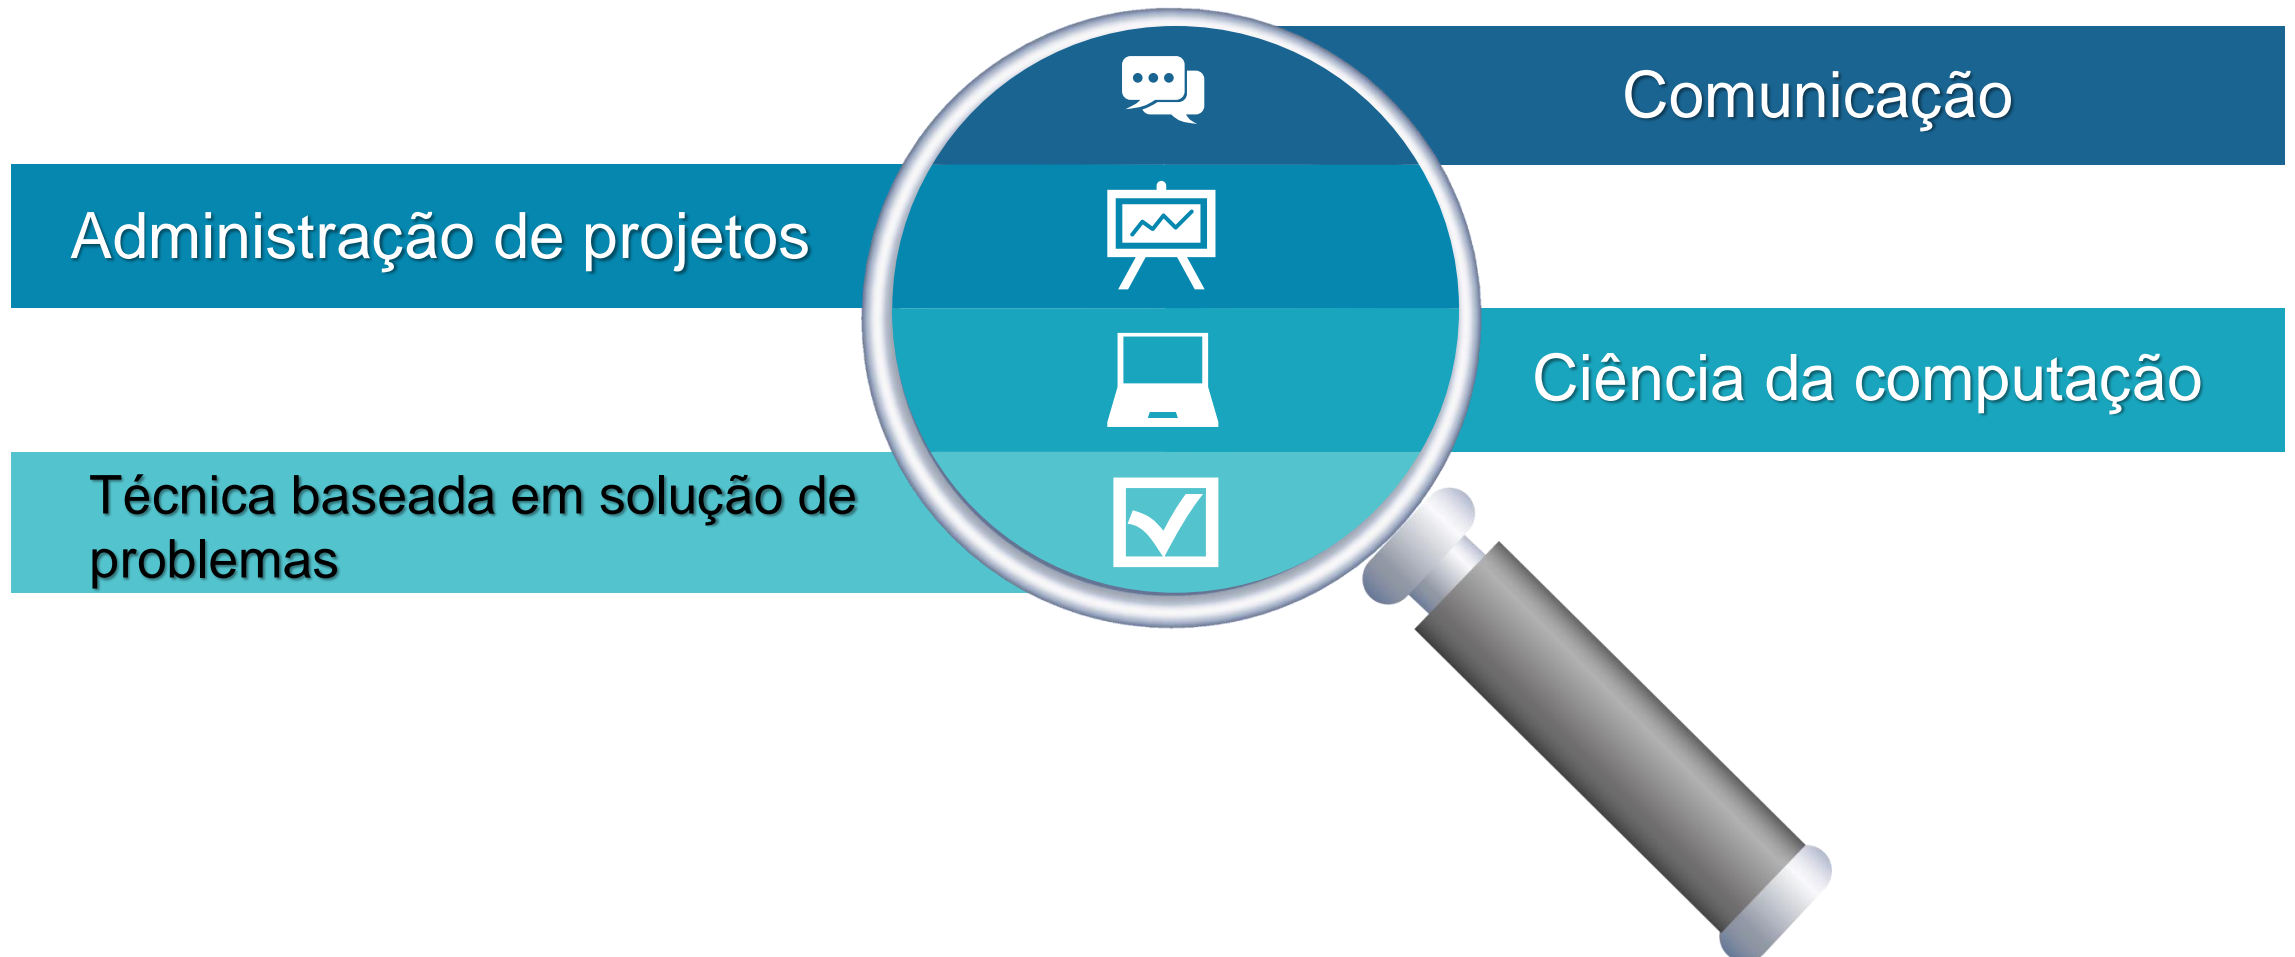 Comunicação
Administração de projetos
Ciência da computação
Técnica baseada em solução de
problemas